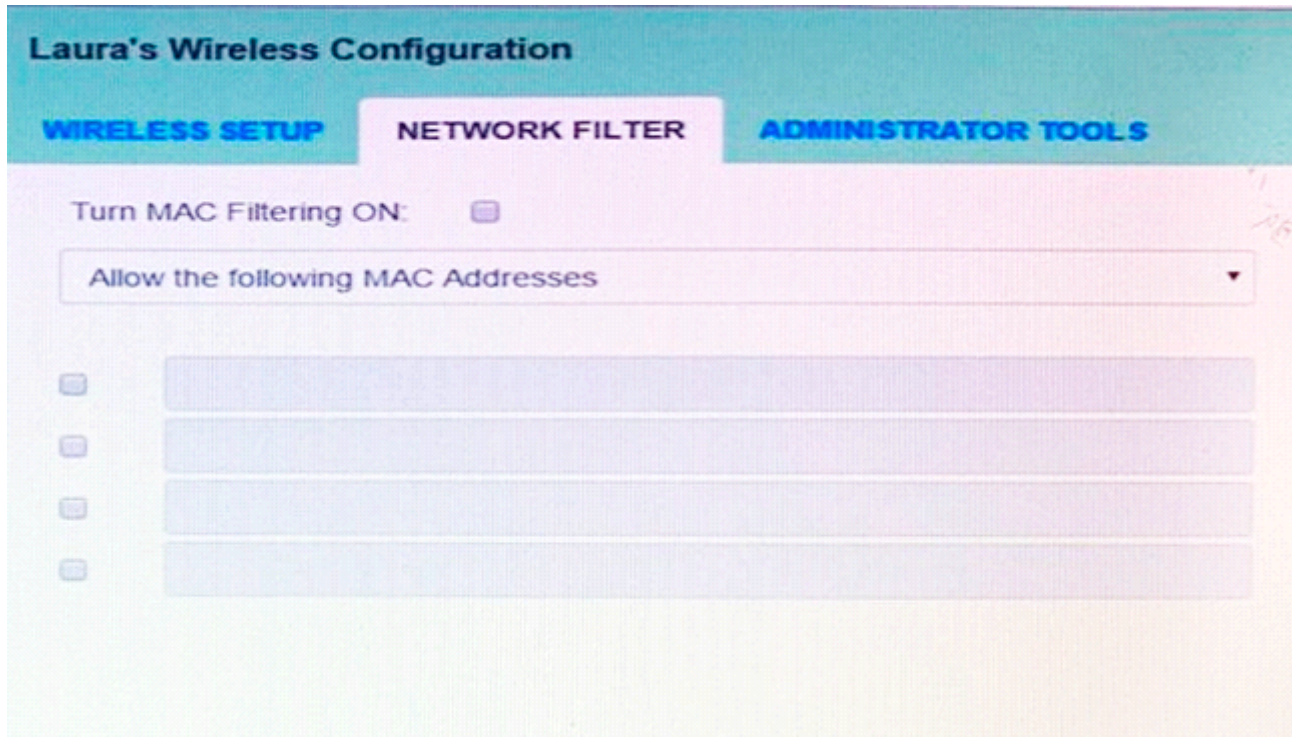 Laura's Wireless Configuration
WIRELESS SETUP NETWORK FILTER ADMINISTRATOR TOOLS
Turn MAC Filtering ON:
Allow the following MAC Addresses